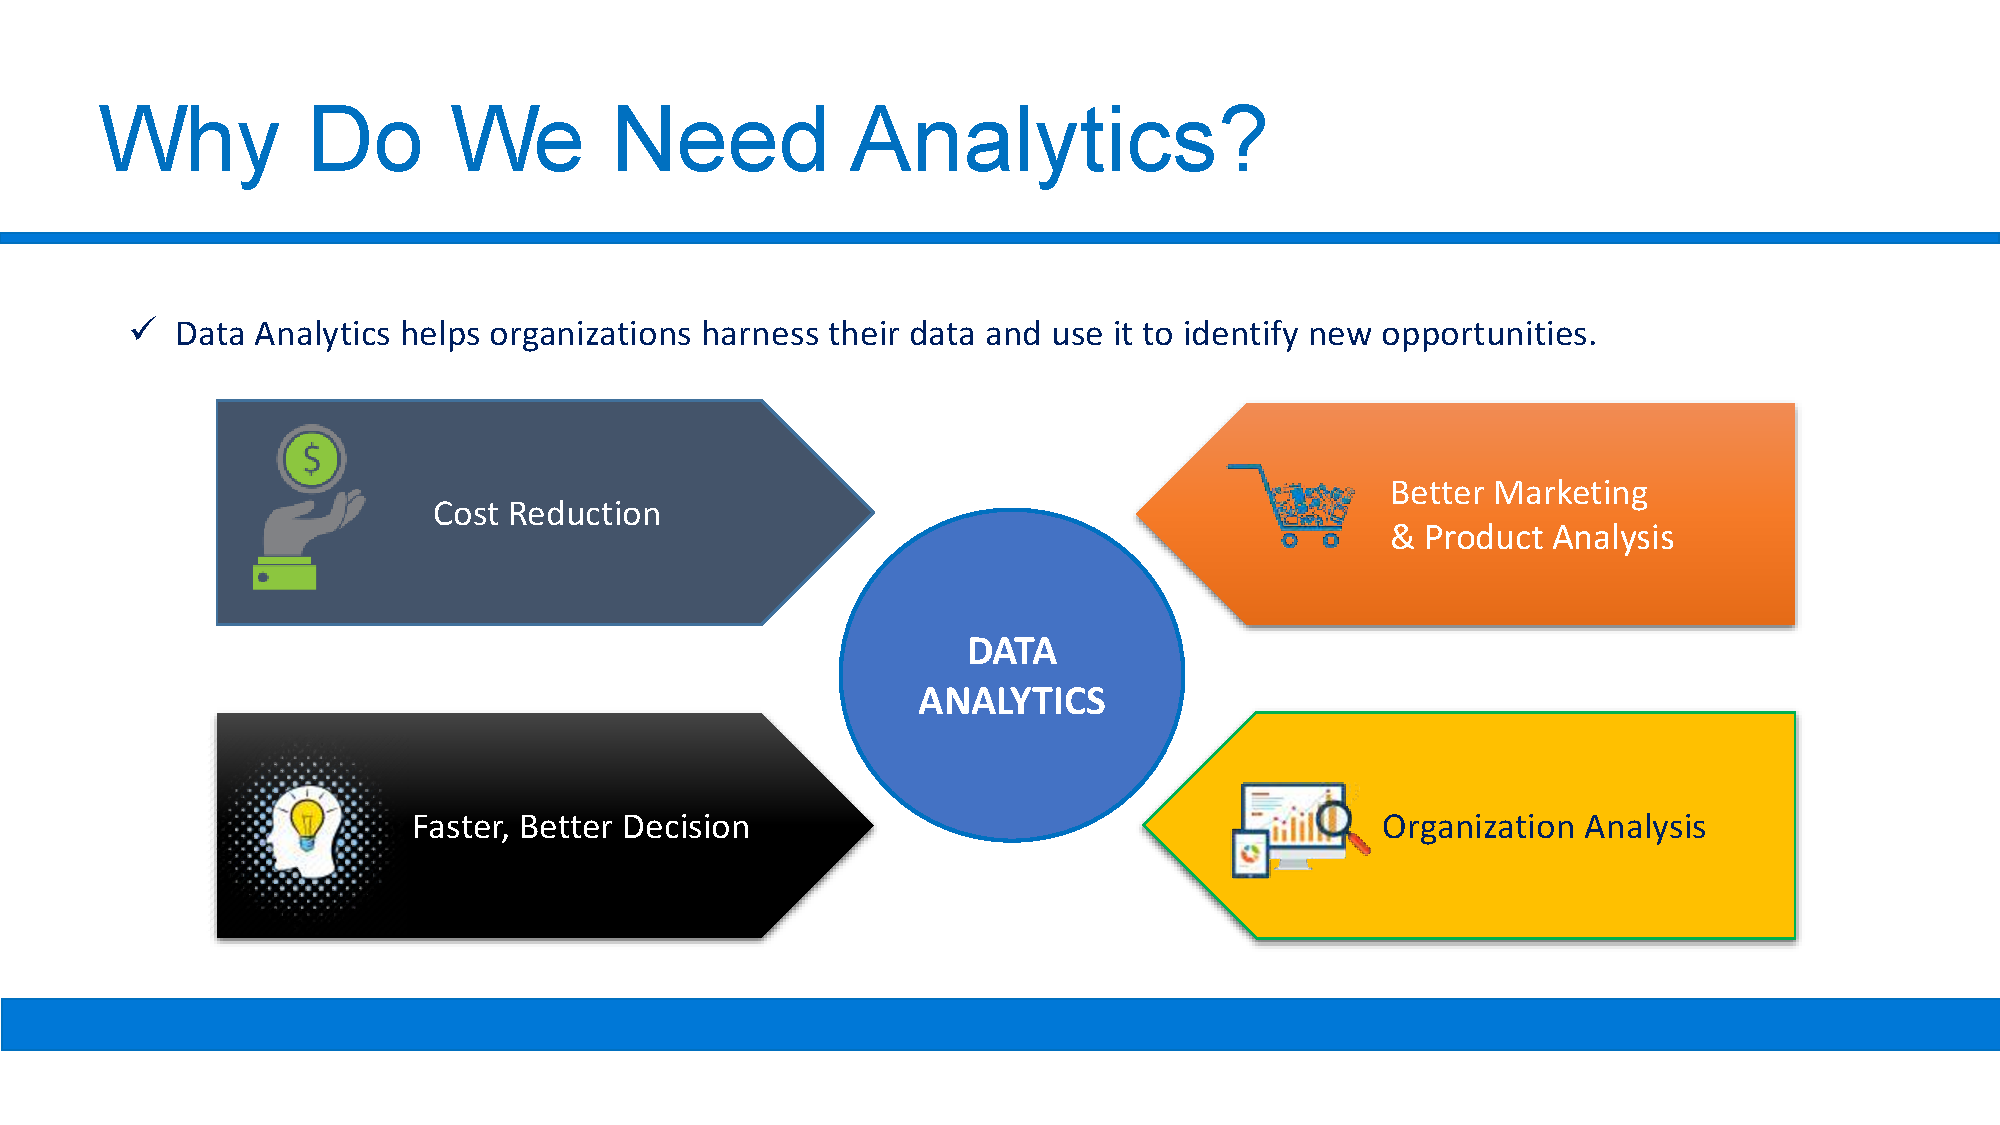 Why Do We Need Analytics?
✓ Data Analytics helps organizations harness their data and use it to identify new opportunities.
$
Cost Reduction
Better Marketing
& Product Analysis
DATA
ANALYTICS
Faster, Better Decision
Organization Analysis